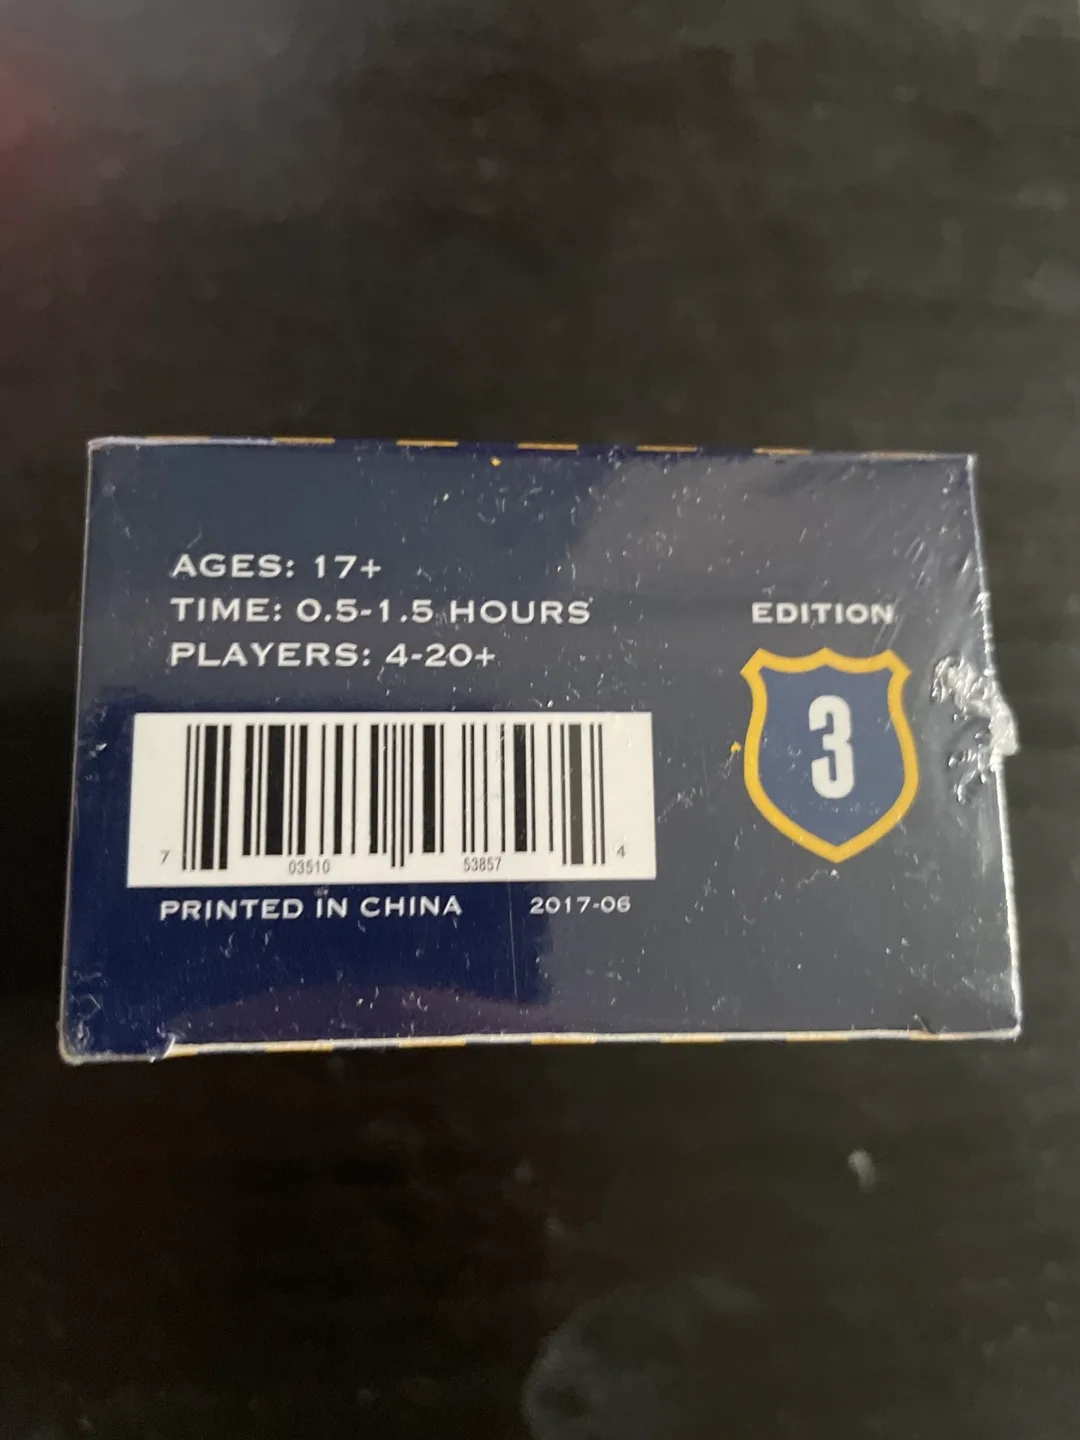 AGES: 17+
TIME: 0.5-1.5 HOURS
PLAYERS: 4-20+
EDITION
3
7 03510 53857 4
PRINTED IN CHINA 2017-06